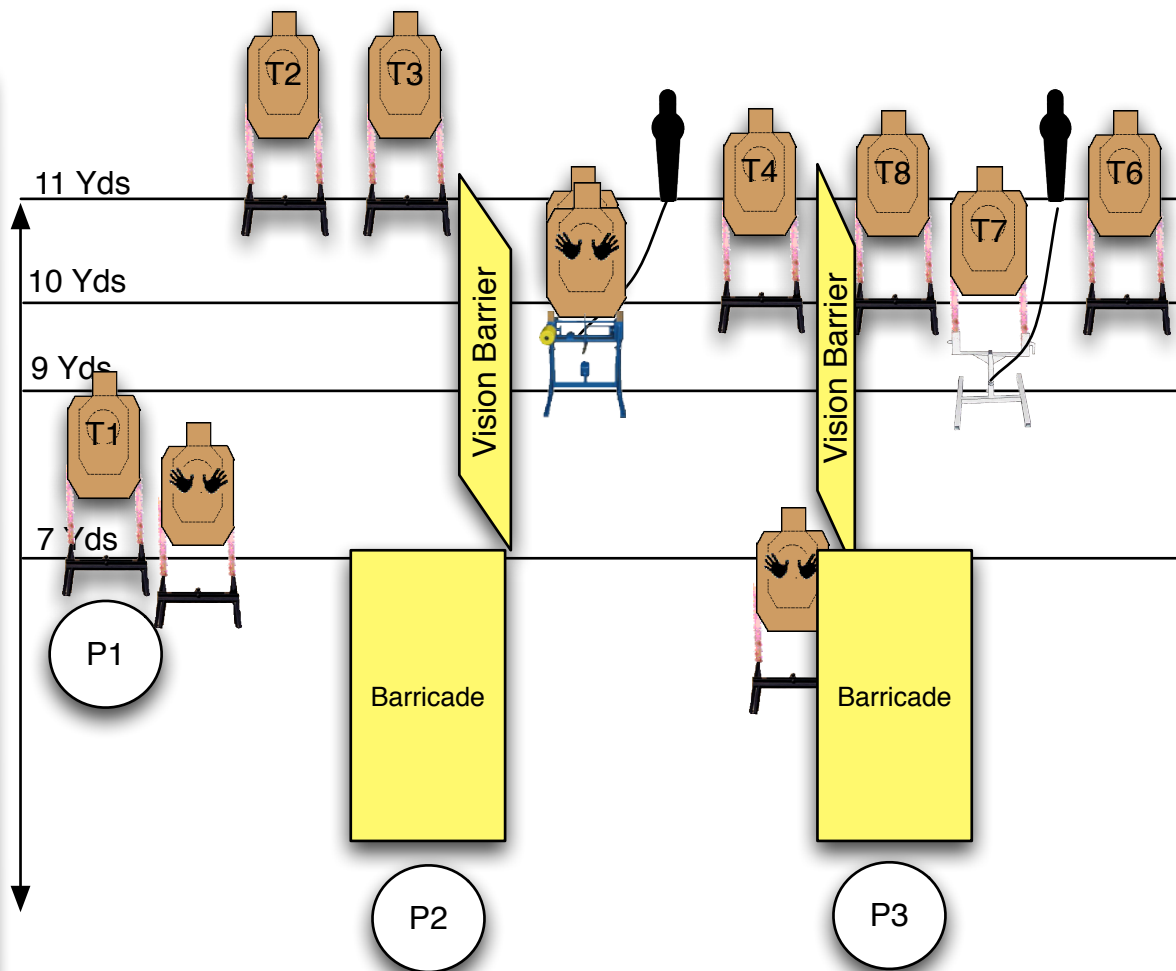 T2
T3
T4
T8
T6
11 Yds
T7
10 Yds
Vision Barrier
Vision Barrier
9 Yds
T1
7 Yds
P1
Barricade
Barricade
P2
P3